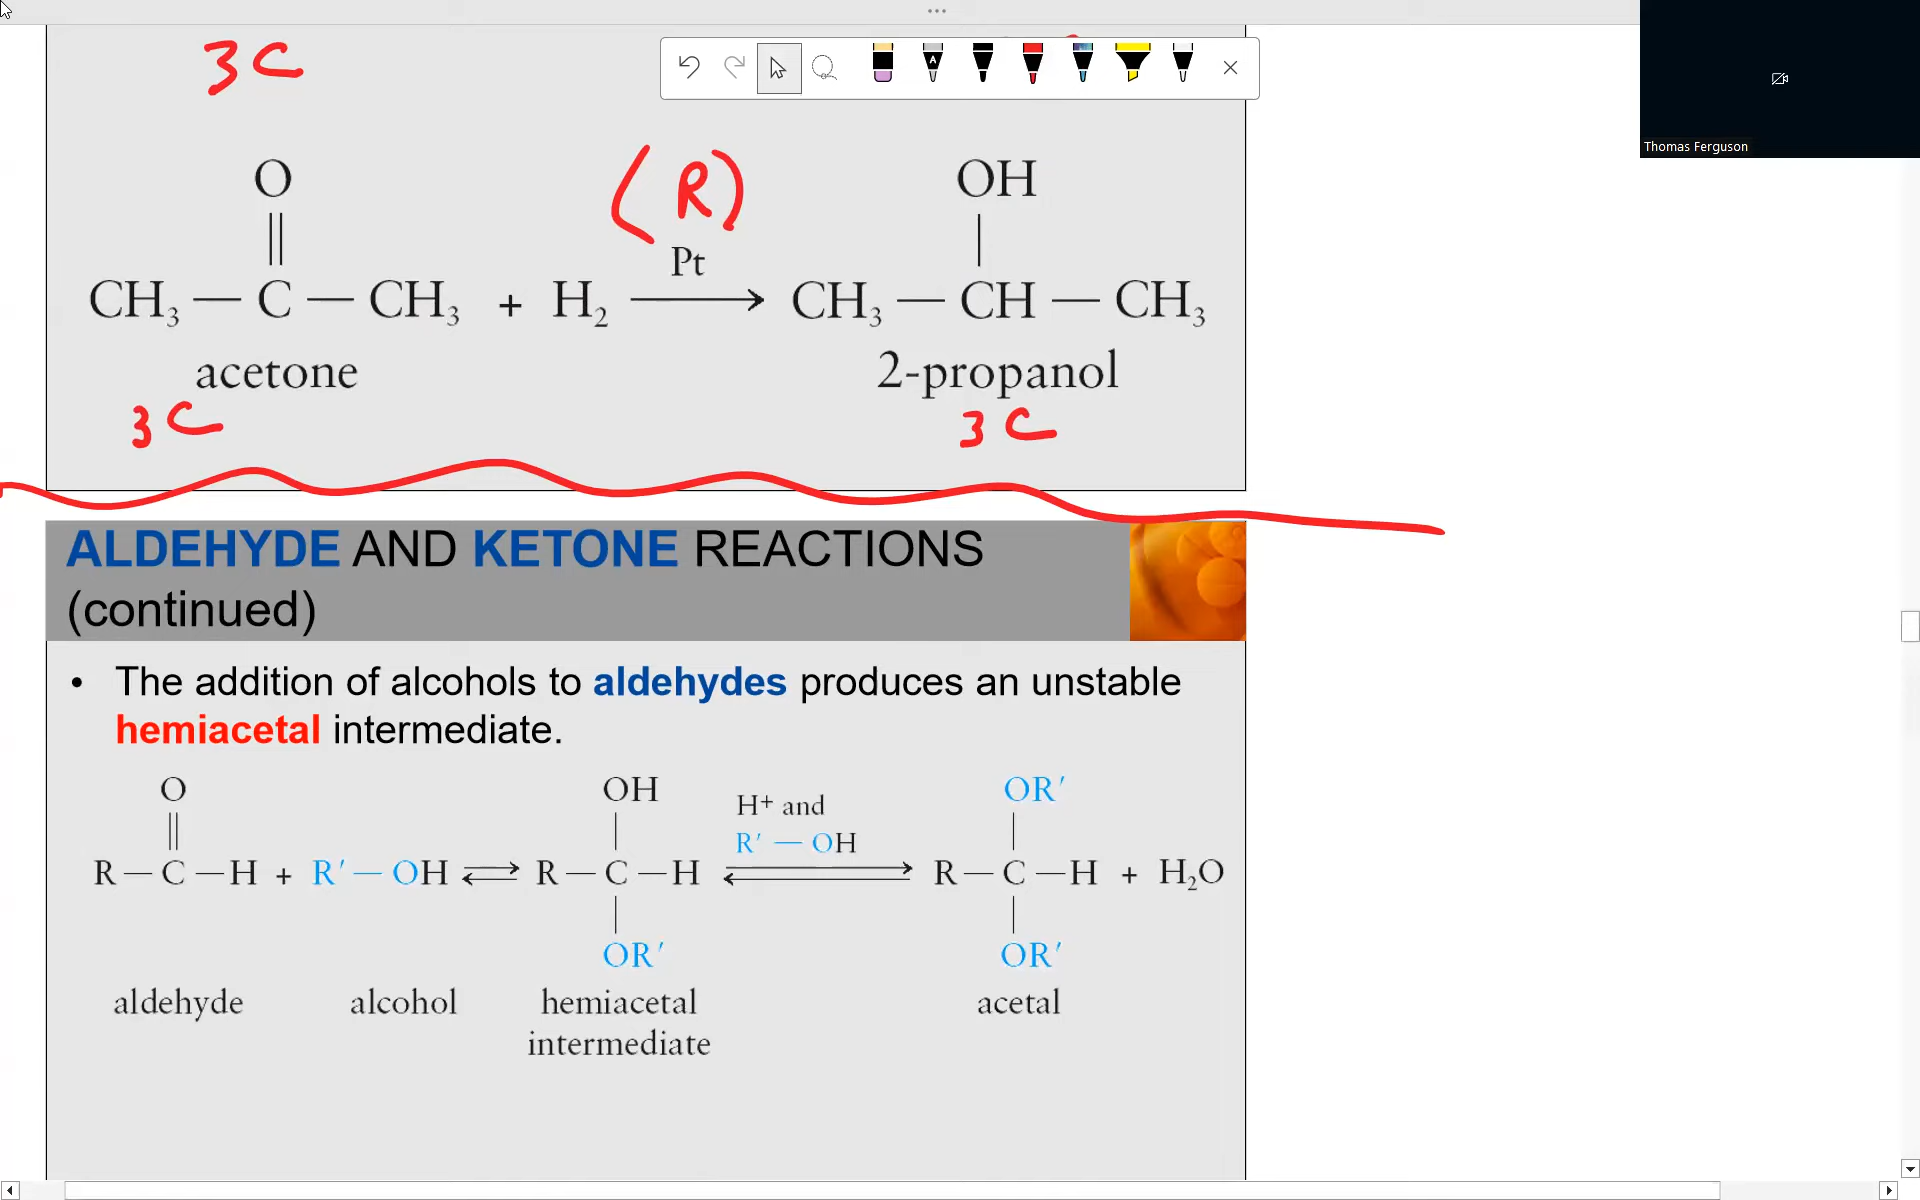 3C
Thomas Ferguson
O
OH
(R)
Pt
CH₃ — C — CH₃ + H₂ ⟶ CH₃ — CH — CH₃
acetone
2-propanol
3C
3C
ALDEHYDE AND KETONE REACTIONS
(continued)
• The addition of alcohols to aldehydes produces an unstable
hemiacetal intermediate.
O
OH
H⁺ and
OR′
R′ — OH
R — C — H + R′ — OH ⇌ R — C — H ⇌ R — C — H + H₂O
OR′
OR′
aldehyde
alcohol
hemiacetal
intermediate
acetal